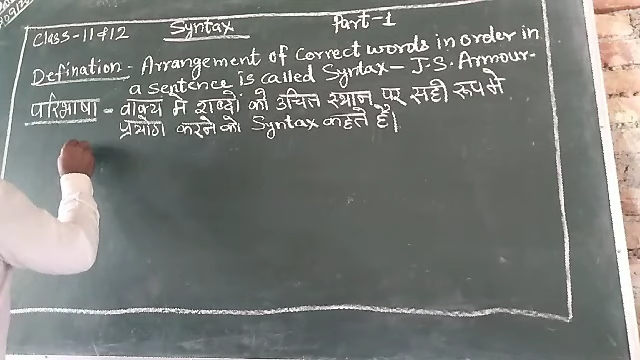 Class-11&12 Syntax Part-1
Defination - Arrangement of Correct words in order in
a sentence is called Syntax - J.S. Armour-
परिभाषा - वाक्य में शब्दों को उचित स्थान पर सही रूप में
प्रयोग करने को Syntax कहते हैं।